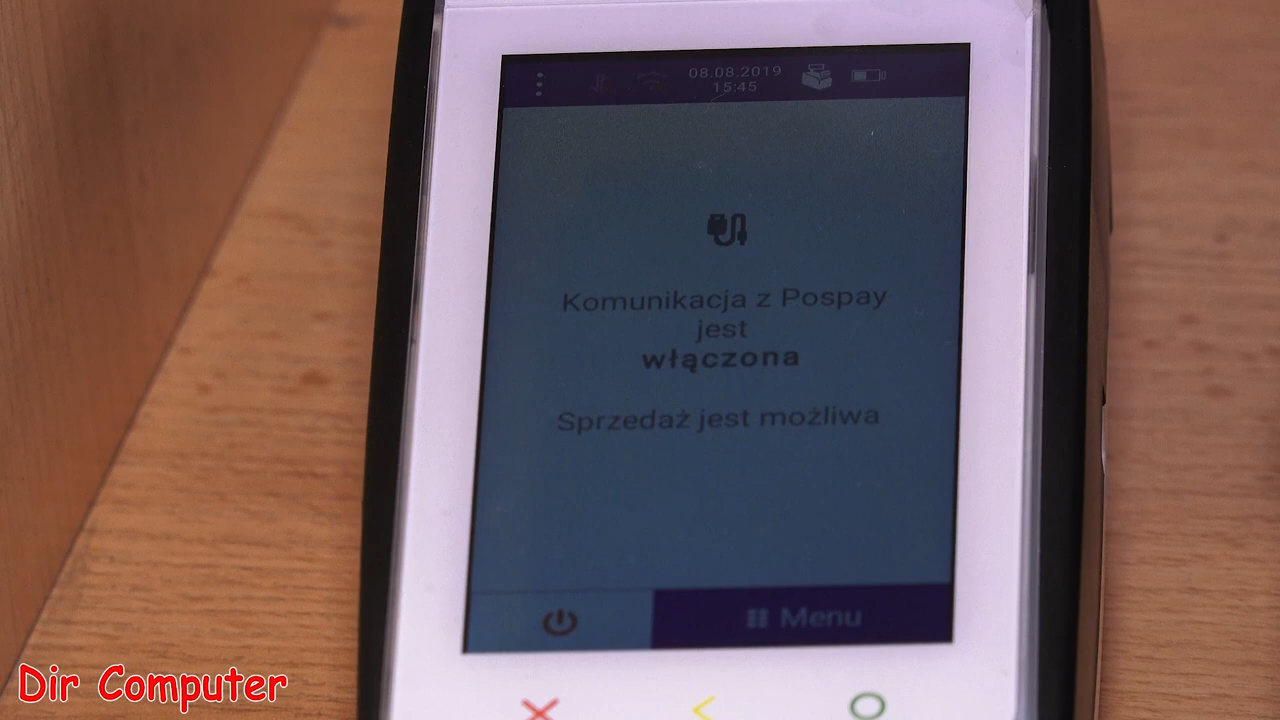 08.08.2019
15:45
Komunikacja z Pospay
jest
włączona
Sprzedaż jest możliwa
Menu
Dir Computer